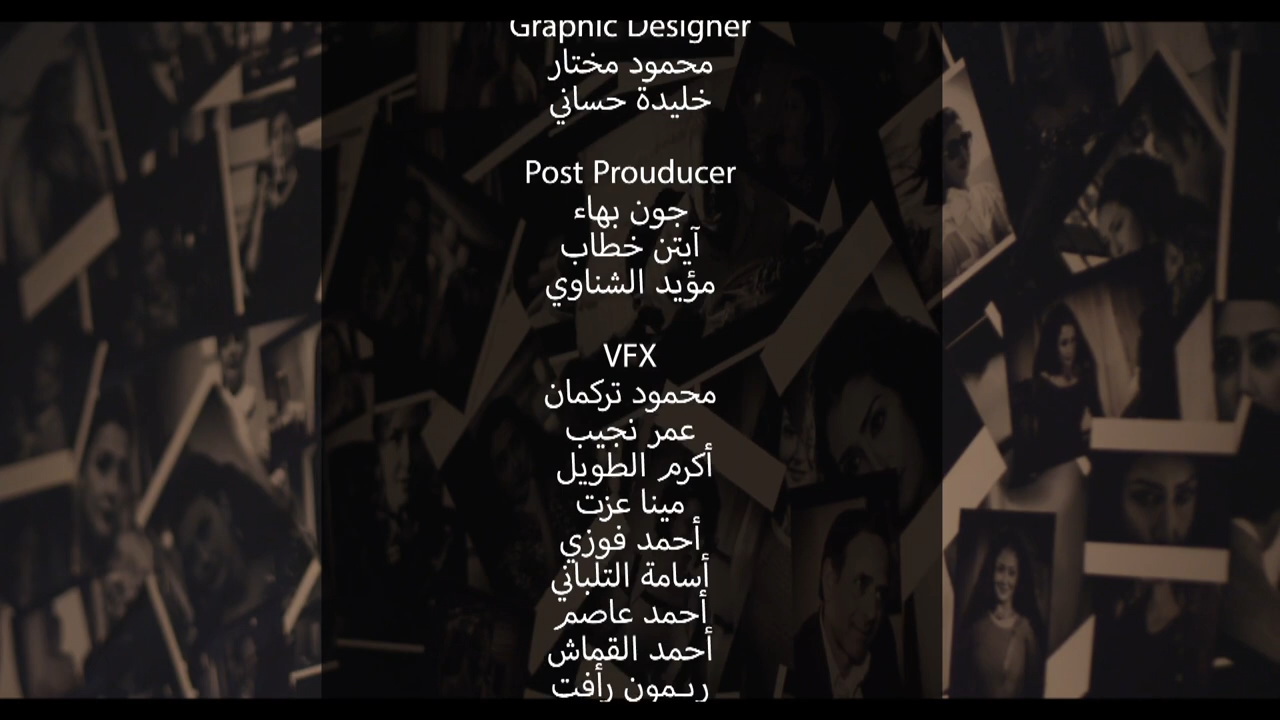 Graphic Designer
محمود مختار
خليدة حساني
Post Prouducer
جون بهاء
آيتن خطاب
مؤيد الشناوي
VFX
محمود تركمان
عمر نجيب
أكرم الطويل
مينا عزت
أحمد فوزي
أسامة التلباني
أحمد عاصم
أحمد القماش
ريمون رأفت